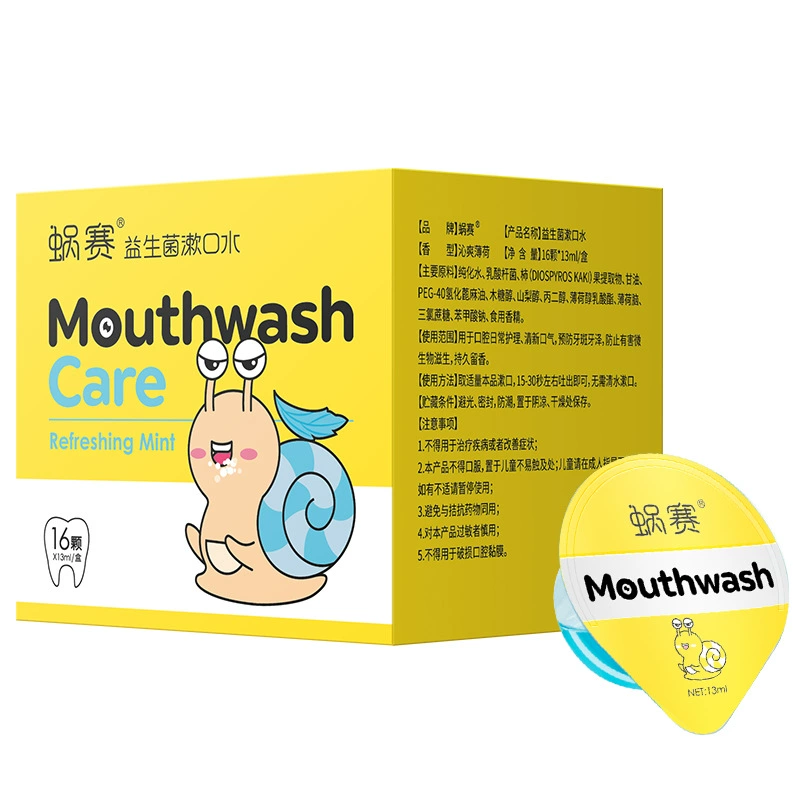 蜗赛® 益生菌漱口水
Mouthwash
Care
Refreshing Mint
16颗
X13ml/盒
【品 牌】蜗赛® 【产品名称】益生菌漱口水
【香 型】沁爽薄荷 【净 含 量】16颗*13ml/盒
【主要原料】纯化水、乳酸杆菌、柿(DIOSPYROS KAKI)果提取物、甘油、
PEG-40氢化蓖麻油、木糖醇、山梨醇、丙二醇、薄荷醇乳酸酯、薄荷脂、
三氯蔗糖、苯甲酸钠、食用香精。
【使用范围】用于口腔日常护理、清新口气,预防牙斑牙渍,防止有害微
生物滋生,持久留香。
【使用方法】取适量本品漱口,15-30秒左右吐出即可,无需清水漱口。
【贮藏条件】避光、密封,防潮,置于阴凉、干燥处保存。
【注意事项】
1.不得用于治疗疾病或者改善症状;
2.本产品不得口服,置于儿童不易触及处;儿童请在成人指
如有不适请暂停使用;
3.避免与拮抗药物同用;
4.对本产品过敏者慎用;
5.不得用于破损口腔黏膜。
蜗赛®
Mouthwash
NET:13ml